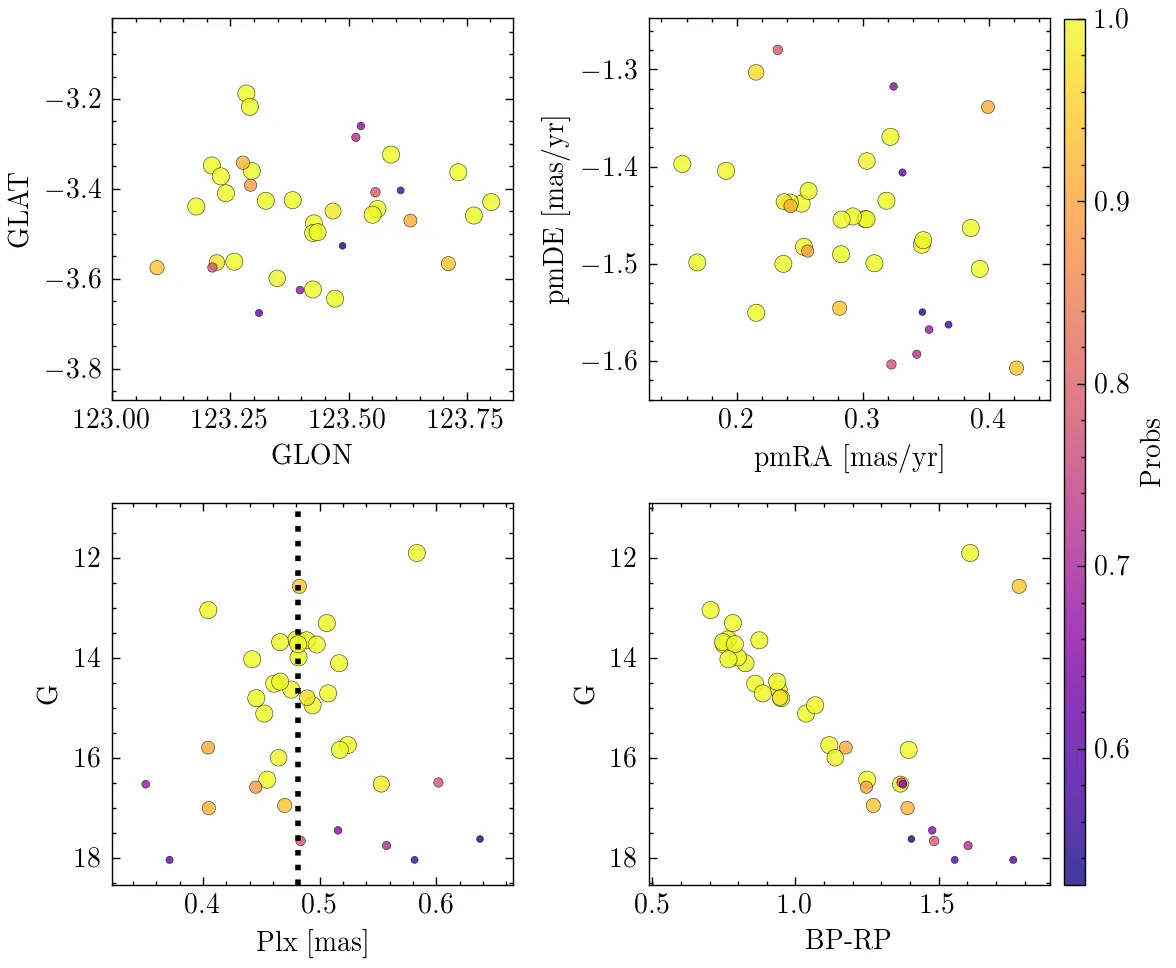 −3.2
−3.4
−3.6
−3.8
GLAT
123.00 123.25 123.50 123.75
GLON
−1.3
−1.4
−1.5
−1.6
pmDE [mas/yr]
0.2 0.3 0.4
pmRA [mas/yr]
12
14
16
18
G
0.4 0.5 0.6
Plx [mas]
12
14
16
18
G
0.5 1.0 1.5
BP-RP
1.0
0.9
0.8
0.7
0.6
Probs